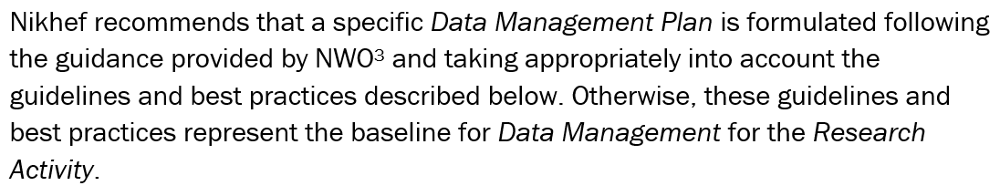 Nikhef recommends that a specific Data Management Plan is formulated following
the guidance provided by NWO³ and taking appropriately into account the
guidelines and best practices described below. Otherwise, these guidelines and
best practices represent the baseline for Data Management for the Research
Activity.